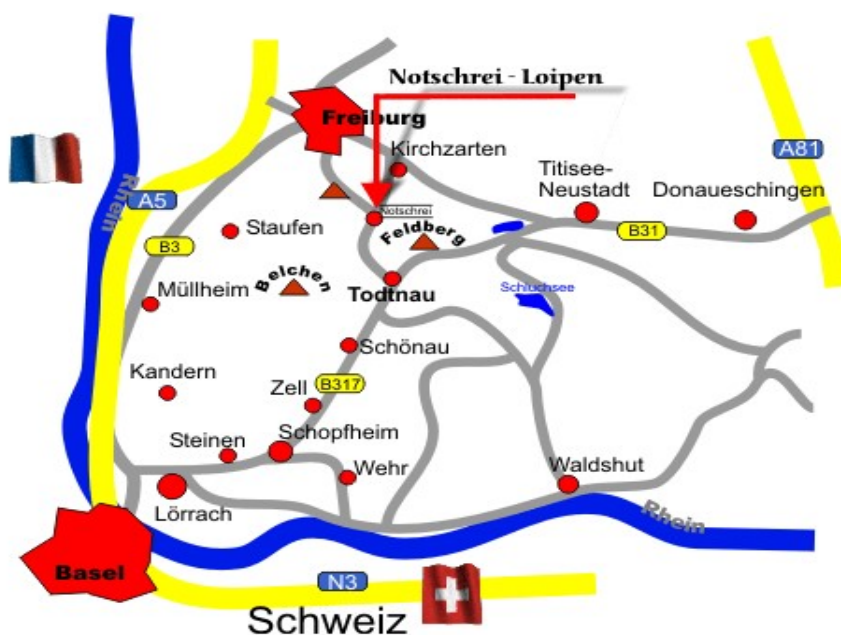 Notschrei - Loipen
Freiburg
Kirchzarten
A81
Titisee-
Neustadt
Donaueschingen
Rhein
A5
Notschrei
B3
Staufen
Feldberg
B31
Belchen
Müllheim
Todtnau
Schluchsee
Schönau
Kandern
Zell
B317
Steinen
Schopfheim
Wehr
Waldshut
Lörrach
Rhein
Basel
N3
Schweiz